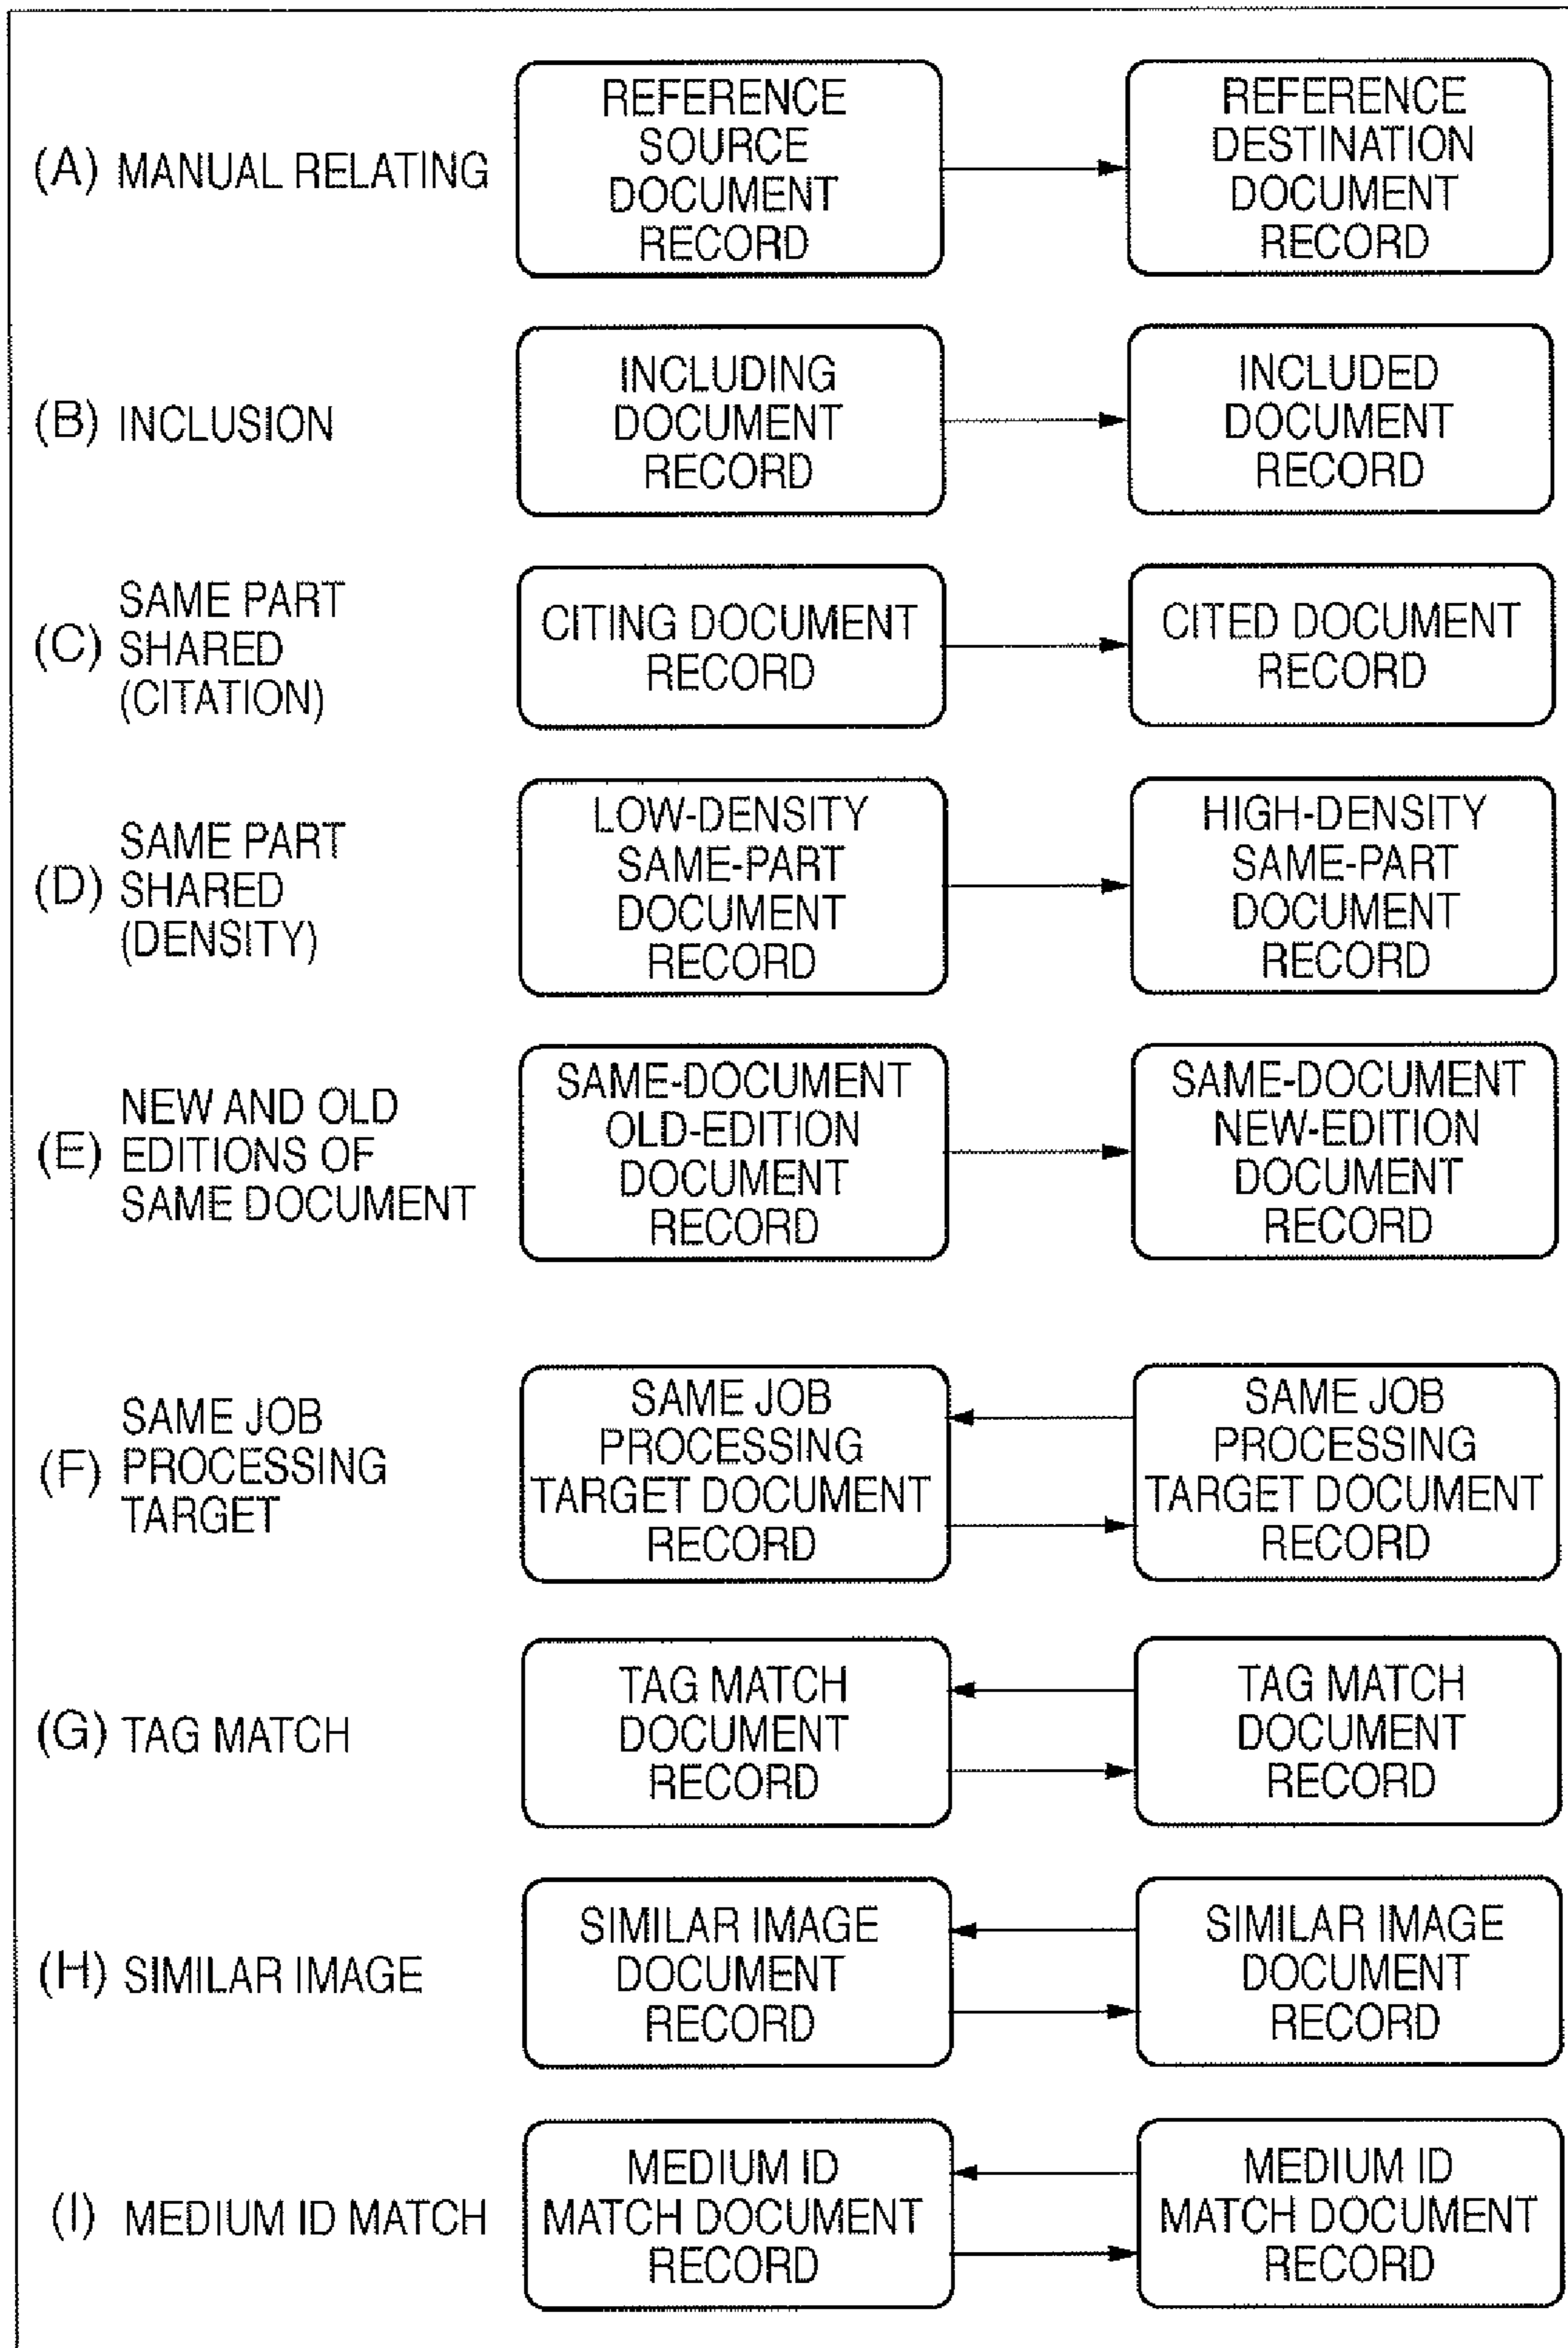 (A) MANUAL RELATING
REFERENCE
SOURCE
DOCUMENT
RECORD
REFERENCE
DESTINATION
DOCUMENT
RECORD
(B) INCLUSION
INCLUDING
DOCUMENT
RECORD
INCLUDED
DOCUMENT
RECORD
(C) SAME PART
SHARED
(CITATION)
CITING DOCUMENT
RECORD
CITED DOCUMENT
RECORD
(D) SAME PART
SHARED
(DENSITY)
LOW-DENSITY
SAME-PART
DOCUMENT
RECORD
HIGH-DENSITY
SAME-PART
DOCUMENT
RECORD
(E) NEW AND OLD
EDITIONS OF
SAME DOCUMENT
SAME-DOCUMENT
OLD-EDITION
DOCUMENT
RECORD
SAME-DOCUMENT
NEW-EDITION
DOCUMENT
RECORD
(F) SAME JOB
PROCESSING
TARGET
SAME JOB
PROCESSING
TARGET DOCUMENT
RECORD
SAME JOB
PROCESSING
TARGET DOCUMENT
RECORD
(G) TAG MATCH
TAG MATCH
DOCUMENT
RECORD
TAG MATCH
DOCUMENT
RECORD
(H) SIMILAR IMAGE
SIMILAR IMAGE
DOCUMENT
RECORD
SIMILAR IMAGE
DOCUMENT
RECORD
(I) MEDIUM ID MATCH
MEDIUM ID
MATCH DOCUMENT
RECORD
MEDIUM ID
MATCH DOCUMENT
RECORD